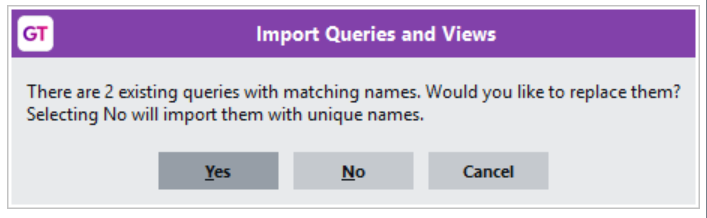 GT
Import Queries and Views
There are 2 existing queries with matching names. Would you like to replace them?
Selecting No will import them with unique names.
Yes
No
Cancel